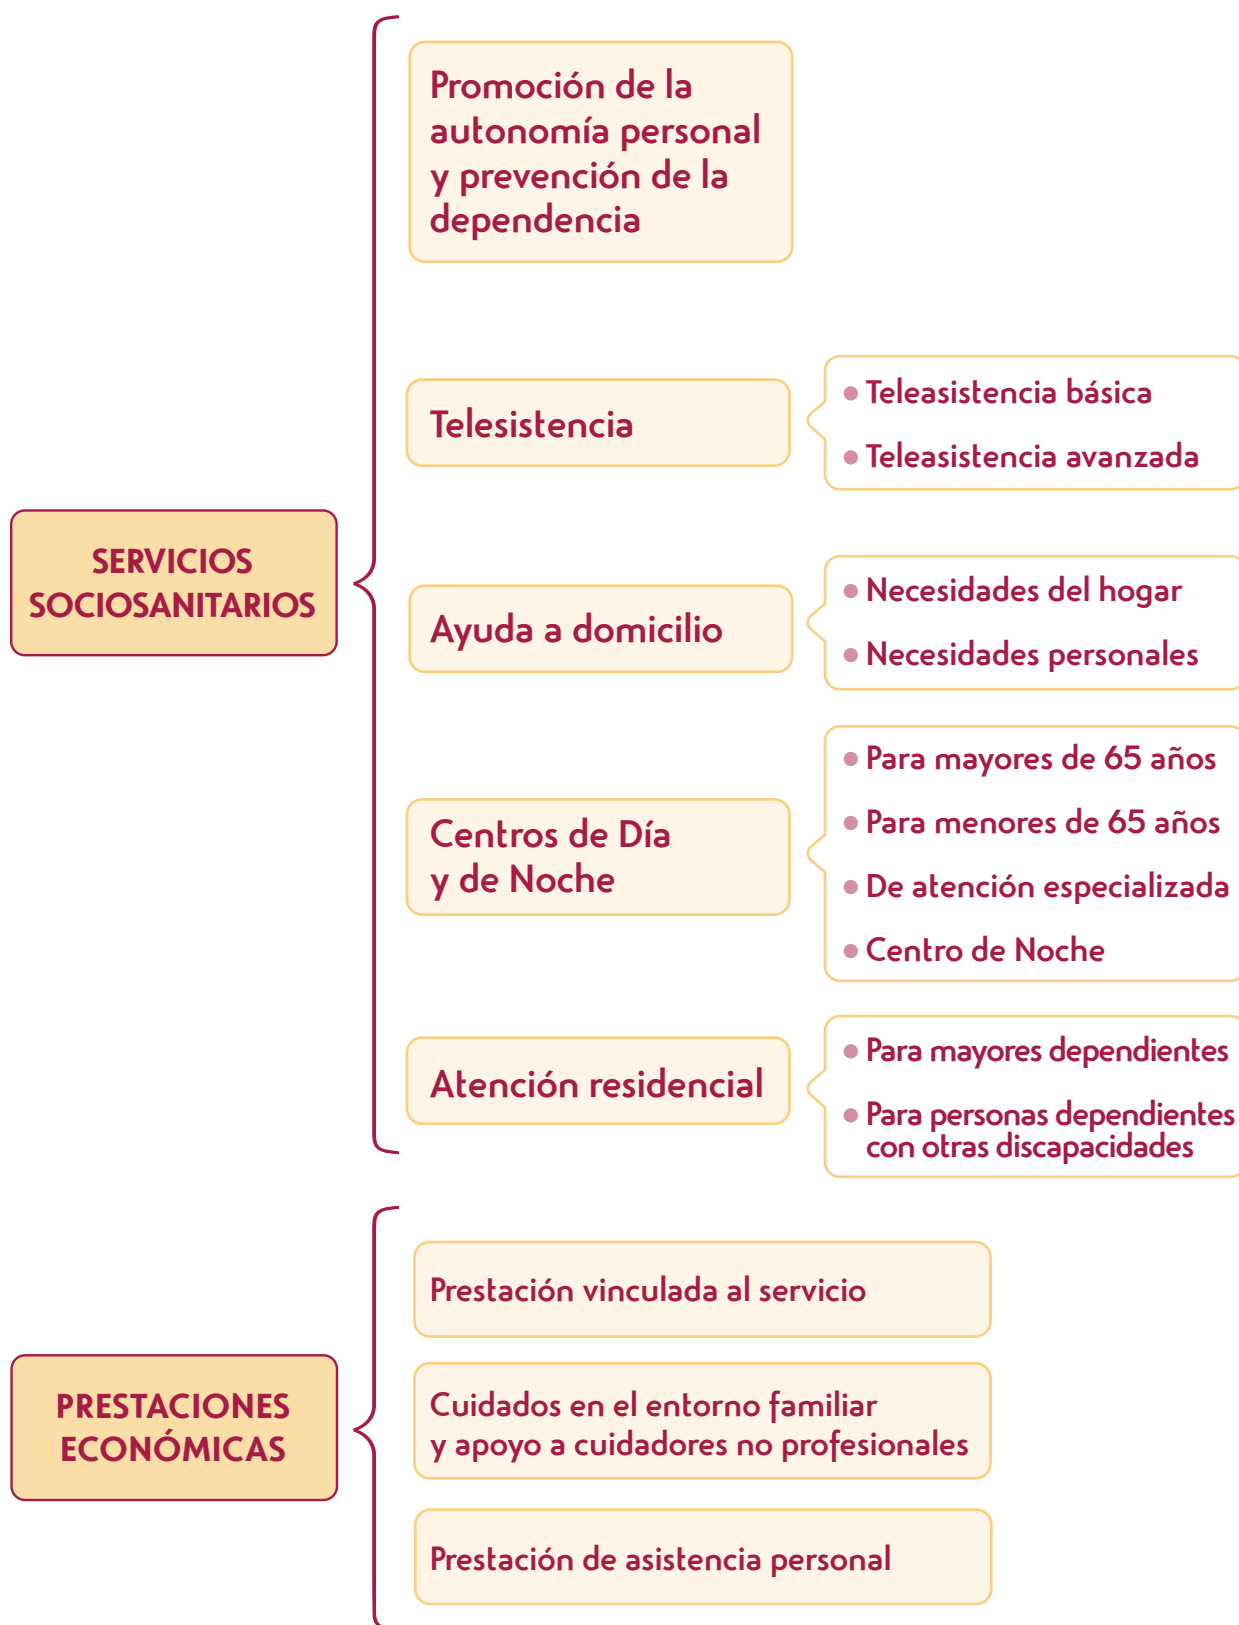 Promoción de la
autonomía personal
y prevención de la
dependencia
Telesistencia
• Teleasistencia básica
• Teleasistencia avanzada
SERVICIOS
SOCIOSANITARIOS
Ayuda a domicilio
• Necesidades del hogar
• Necesidades personales
Centros de Día
y de Noche
• Para mayores de 65 años
• Para menores de 65 años
• De atención especializada
• Centro de Noche
Atención residencial
• Para mayores dependientes
• Para personas dependientes
con otras discapacidades
PRESTACIONES
ECONÓMICAS
Prestación vinculada al servicio
Cuidados en el entorno familiar
y apoyo a cuidadores no profesionales
Prestación de asistencia personal